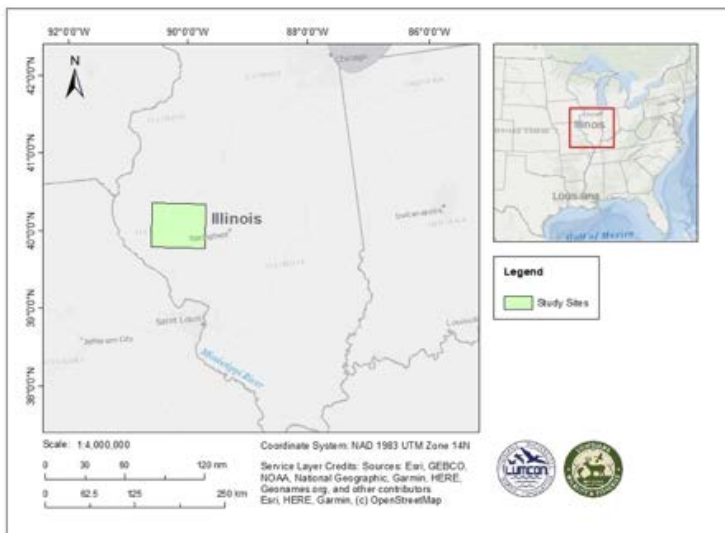 92°0'0"W
90°0'0"W
88°0'0"W
86°0'0"W
42°0'0"N
41°0'0"N
40°0'0"N
39°0'0"N
38°0'0"N
N
Chicago
Illinois
Springfield
Indianapolis
Saint Louis
Jefferson City
Louisville
Mississippi River
Illinois
Louisiana
Gulf of Mexico
Legend
Study Sites
Scale: 1:4,000,000
0 30 60 120 nm
0 62.5 125 250 km
Coordinate System: NAD 1983 UTM Zone 14N
Service Layer Credits: Sources: Esri, GEBCO,
NOAA, National Geographic, Garmin, HERE,
Geonames.org, and other contributors
Esri, HERE, Garmin, (c) OpenStreetMap
LUMCON